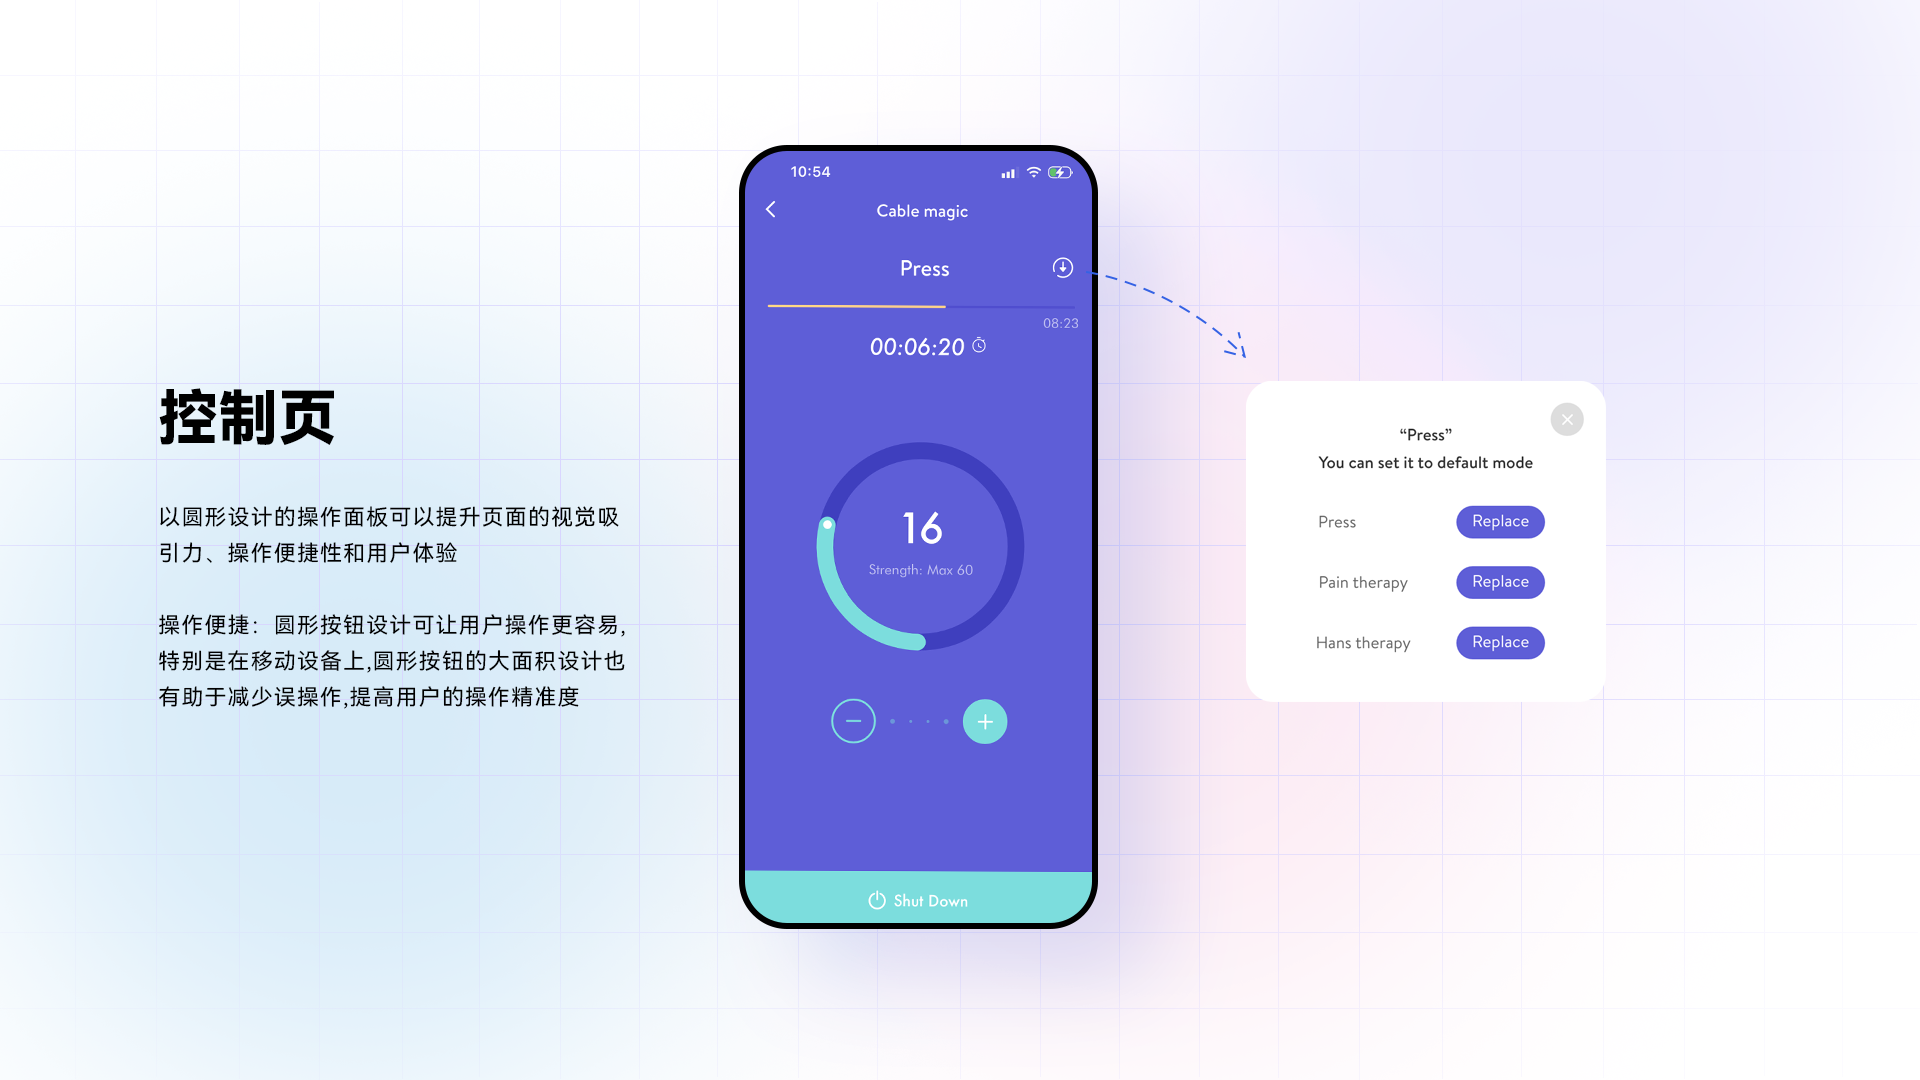 控制页
以圆形设计的操作面板可以提升页面的视觉吸
引力、操作便捷性和用户体验
操作便捷：圆形按钮设计可让用户操作更容易,
特别是在移动设备上,圆形按钮的大面积设计也
有助于减少误操作,提高用户的操作精准度
10:54
Cable magic
Press
08:23
00:06:20
16
Strength: Max 60
Shut Down
“Press”
You can set it to default mode
Press Replace
Pain therapy Replace
Hans therapy Replace